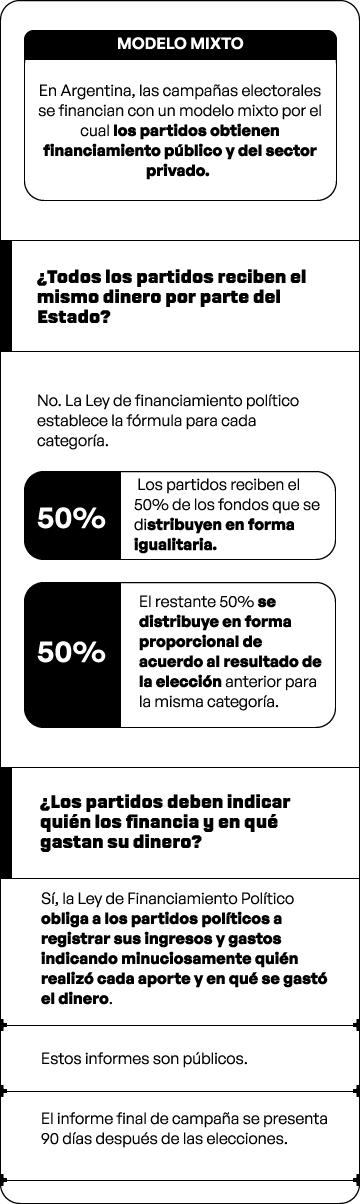 MODELO MIXTO
En Argentina, las campañas electorales
se financian con un modelo mixto por el
cual los partidos obtienen
financiamiento público y del sector
privado.
¿Todos los partidos reciben el
mismo dinero por parte del
Estado?
No. La Ley de financiamiento político
establece la fórmula para cada
categoría.
50%
Los partidos reciben el
50% de los fondos que se
distribuyen en forma
igualitaria.
50%
El restante 50% se
distribuye en forma
proporcional de
acuerdo al resultado de
la elección anterior para
la misma categoría.
¿Los partidos deben indicar
quién los financia y en qué
gastan su dinero?
Sí, la Ley de Financiamiento Político
obliga a los partidos políticos a
registrar sus ingresos y gastos
indicando minuciosamente quién
realizó cada aporte y en qué se gastó
el dinero.
Estos informes son públicos.
El informe final de campaña se presenta
90 días después de las elecciones.